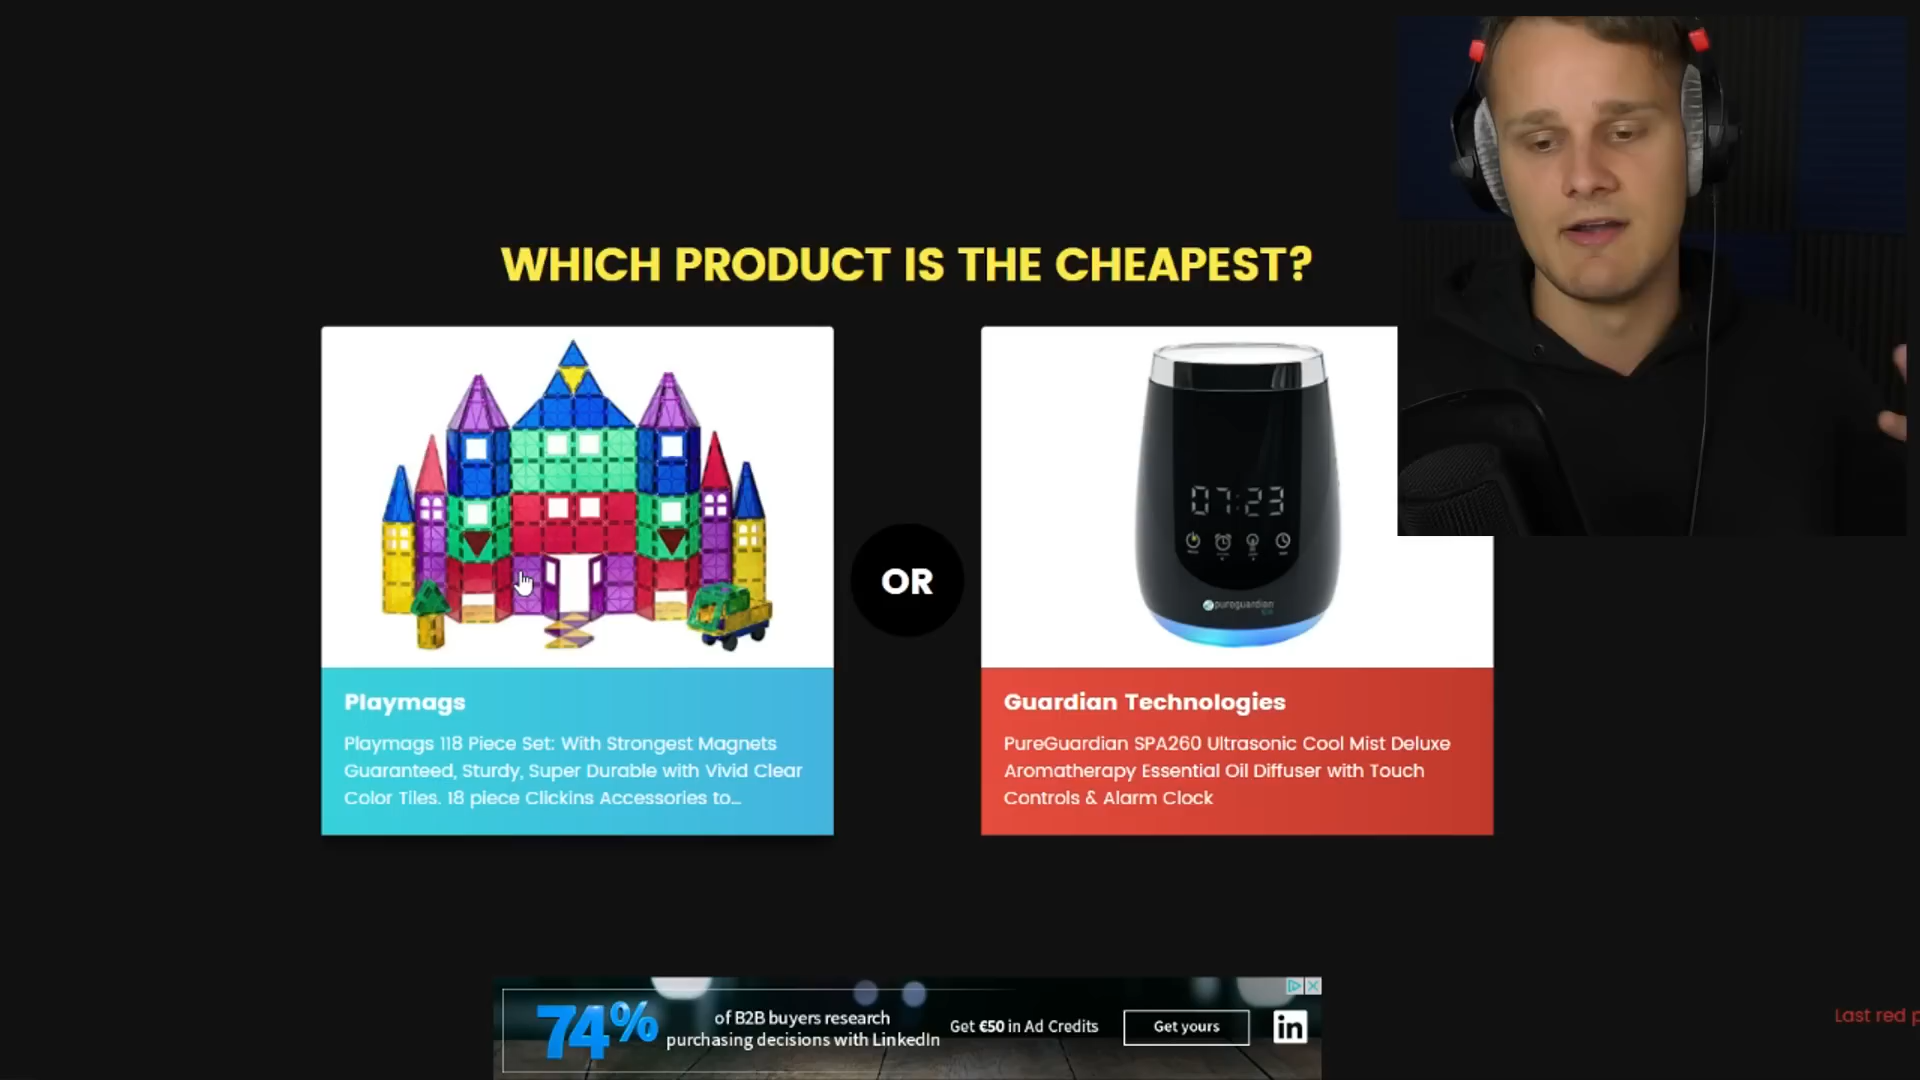 WHICH PRODUCT IS THE CHEAPEST?
07:23
pureguardian
OR
Playmags
Playmags 118 Piece Set: With Strongest Magnets
Guaranteed, Sturdy, Super Durable with Vivid Clear
Color Tiles. 18 piece Clickins Accessories to...
Guardian Technologies
PureGuardian SPA260 Ultrasonic Cool Mist Deluxe
Aromatherapy Essential Oil Diffuser with Touch
Controls & Alarm Clock
74%
of B2B buyers research
purchasing decisions with LinkedIn
Get €50 in Ad Credits
Get yours
in
Last red p